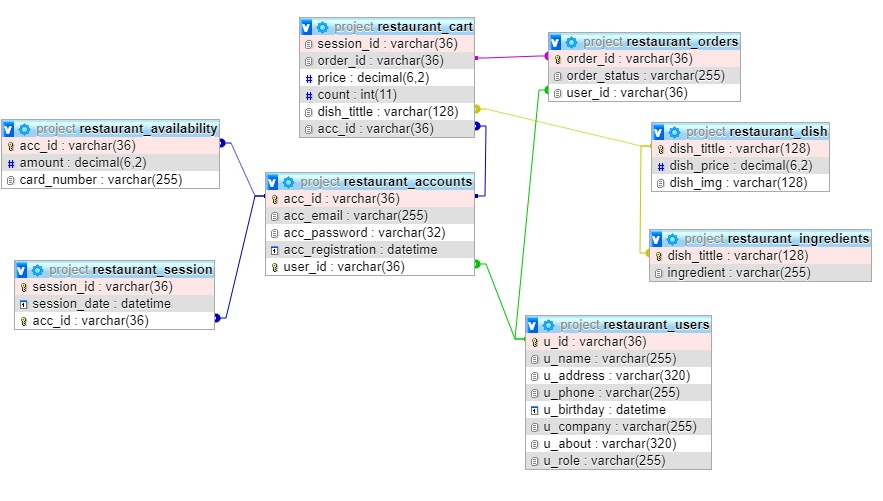 project restaurant_cart
session_id : varchar(36)
order_id : varchar(36)
# price : decimal(6,2)
# count : int(11)
dish_tittle : varchar(128)
acc_id : varchar(36)
project restaurant_orders
order_id : varchar(36)
order_status : varchar(255)
user_id : varchar(36)
project restaurant_availability
acc_id : varchar(36)
# amount : decimal(6,2)
card_number : varchar(255)
project restaurant_dish
dish_tittle : varchar(128)
# dish_price : decimal(6,2)
dish_img : varchar(128)
project restaurant_accounts
acc_id : varchar(36)
acc_email : varchar(255)
acc_password : varchar(32)
acc_registration : datetime
user_id : varchar(36)
project restaurant_ingredients
dish_tittle : varchar(128)
ingredient : varchar(255)
project restaurant_session
session_id : varchar(36)
session_date : datetime
acc_id : varchar(36)
project restaurant_users
u_id : varchar(36)
u_name : varchar(255)
u_address : varchar(320)
u_phone : varchar(255)
u_birthday : datetime
u_company : varchar(255)
u_about : varchar(320)
u_role : varchar(255)